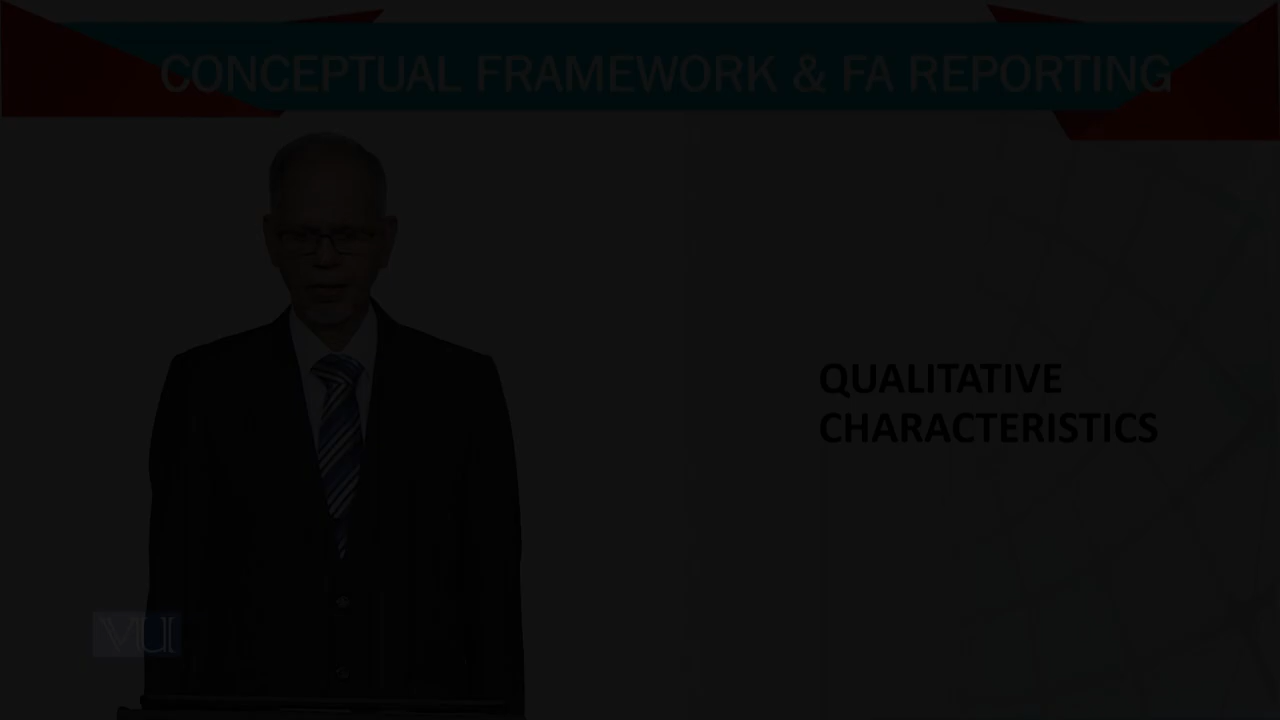 CONCEPTUAL FRAMEWORK & FA REPORTING
QUALITATIVE
CHARACTERISTICS
VU